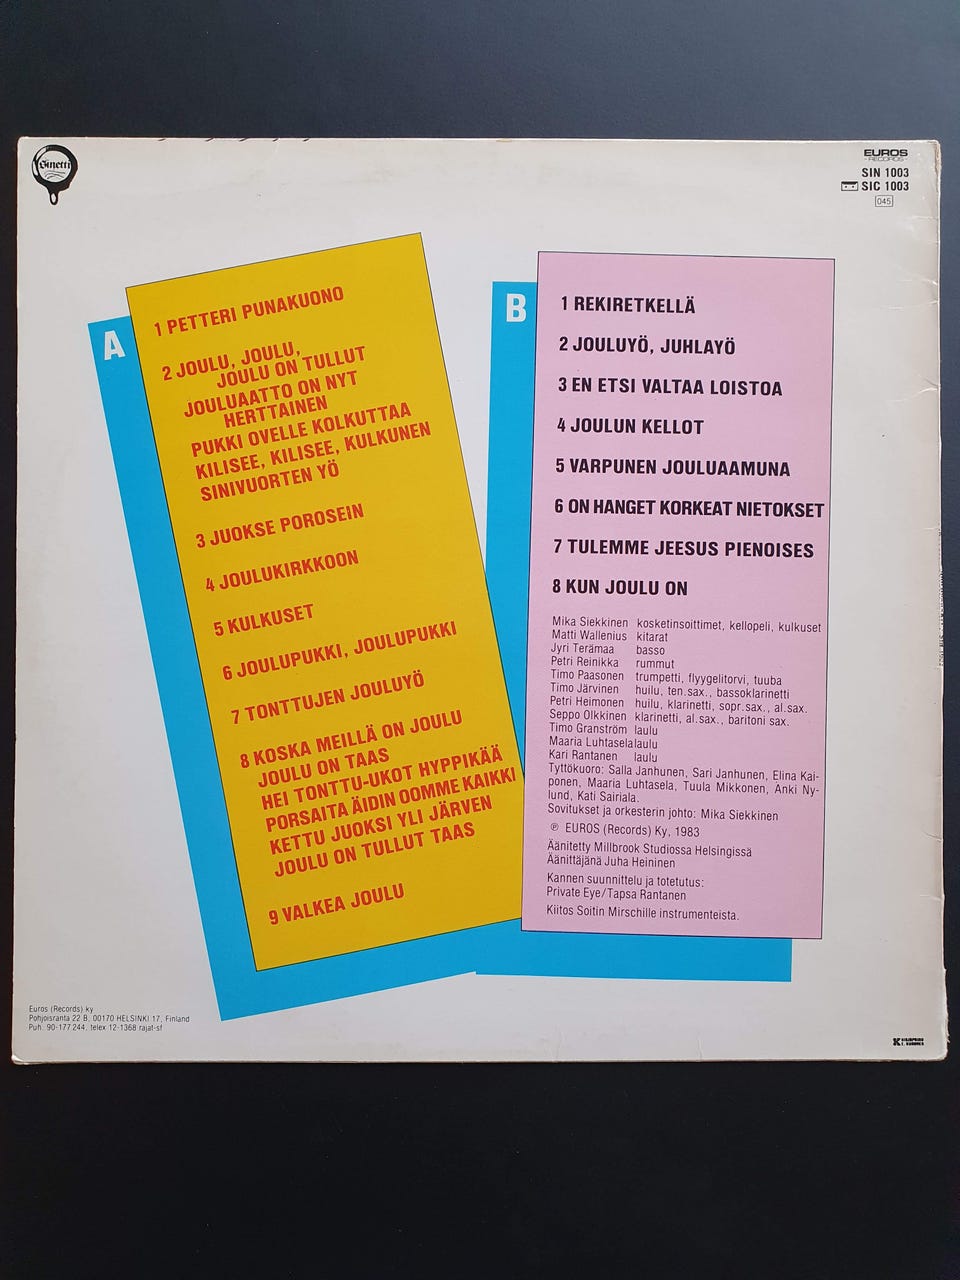 Sinetti
EUROS
- RECORDS -
SIN 1003
SIC 1003
045
A
1 PETTERI PUNAKUONO
2 JOULU, JOULU,
JOULU ON TULLUT
JOULUAATTO ON NYT
HERTTAINEN
PUKKI OVELLE KOLKUTTAA
KILISEE, KILISEE, KULKUNEN
SINIVUORTEN YÖ
3 JUOKSE POROSEIN
4 JOULUKIRKKOON
5 KULKUSET
6 JOULUPUKKI, JOULUPUKKI
7 TONTTUJEN JOULUYÖ
8 KOSKA MEILLÄ ON JOULU
JOULU ON TAAS
HEI TONTTU-UKOT HYPPIKÄÄ
PORSAITA ÄIDIN OOMME KAIKKI
KETTU JUOKSI YLI JÄRVEN
JOULU ON TULLUT TAAS
9 VALKEA JOULU
B
1 REKIRETKELLÄ
2 JOULUYÖ, JUHLAYÖ
3 EN ETSI VALTAA LOISTOA
4 JOULUN KELLOT
5 VARPUNEN JOULUAAMUNA
6 ON HANGET KORKEAT NIETOKSET
7 TULEMME JEESUS PIENOISES
8 KUN JOULU ON
Mika Siekkinen kosketinsoittimet, kellopeli, kulkuset
Matti Wallenius kitarat
Jyri Terämaa basso
Petri Reinikka rummut
Timo Paasonen trumpetti, flyygelitorvi, tuuba
Timo Järvinen huilu, ten.sax., bassoklarinetti
Petri Heimonen huilu, klarinetti, sopr.sax., al.sax.
Seppo Olkkinen klarinetti, al.sax., baritoni sax.
Timo Granström laulu
Maaria Luhtasela laulu
Kari Rantanen laulu
Tyttökuoro: Salla Janhunen, Sari Janhunen, Elina Kai-
ponen, Maaria Luhtasela, Tuula Mikkonen, Anki Ny-
lund, Kati Sairiala.
Sovitukset ja orkesterin johto: Mika Siekkinen
℗ EUROS (Records) Ky, 1983
Äänitetty Millbrook Studiossa Helsingissä
Äänittäjänä Juha Heininen
Kannen suunnittelu ja totetutus:
Private Eye/Tapsa Rantanen
Kiitos Soitin Mirschille instrumenteista.
Euros (Records) ky
Pohjoisranta 22 B, 00170 HELSINKI 17, Finland
Puh. 90-177 244, telex 12-1368 rajat-sf